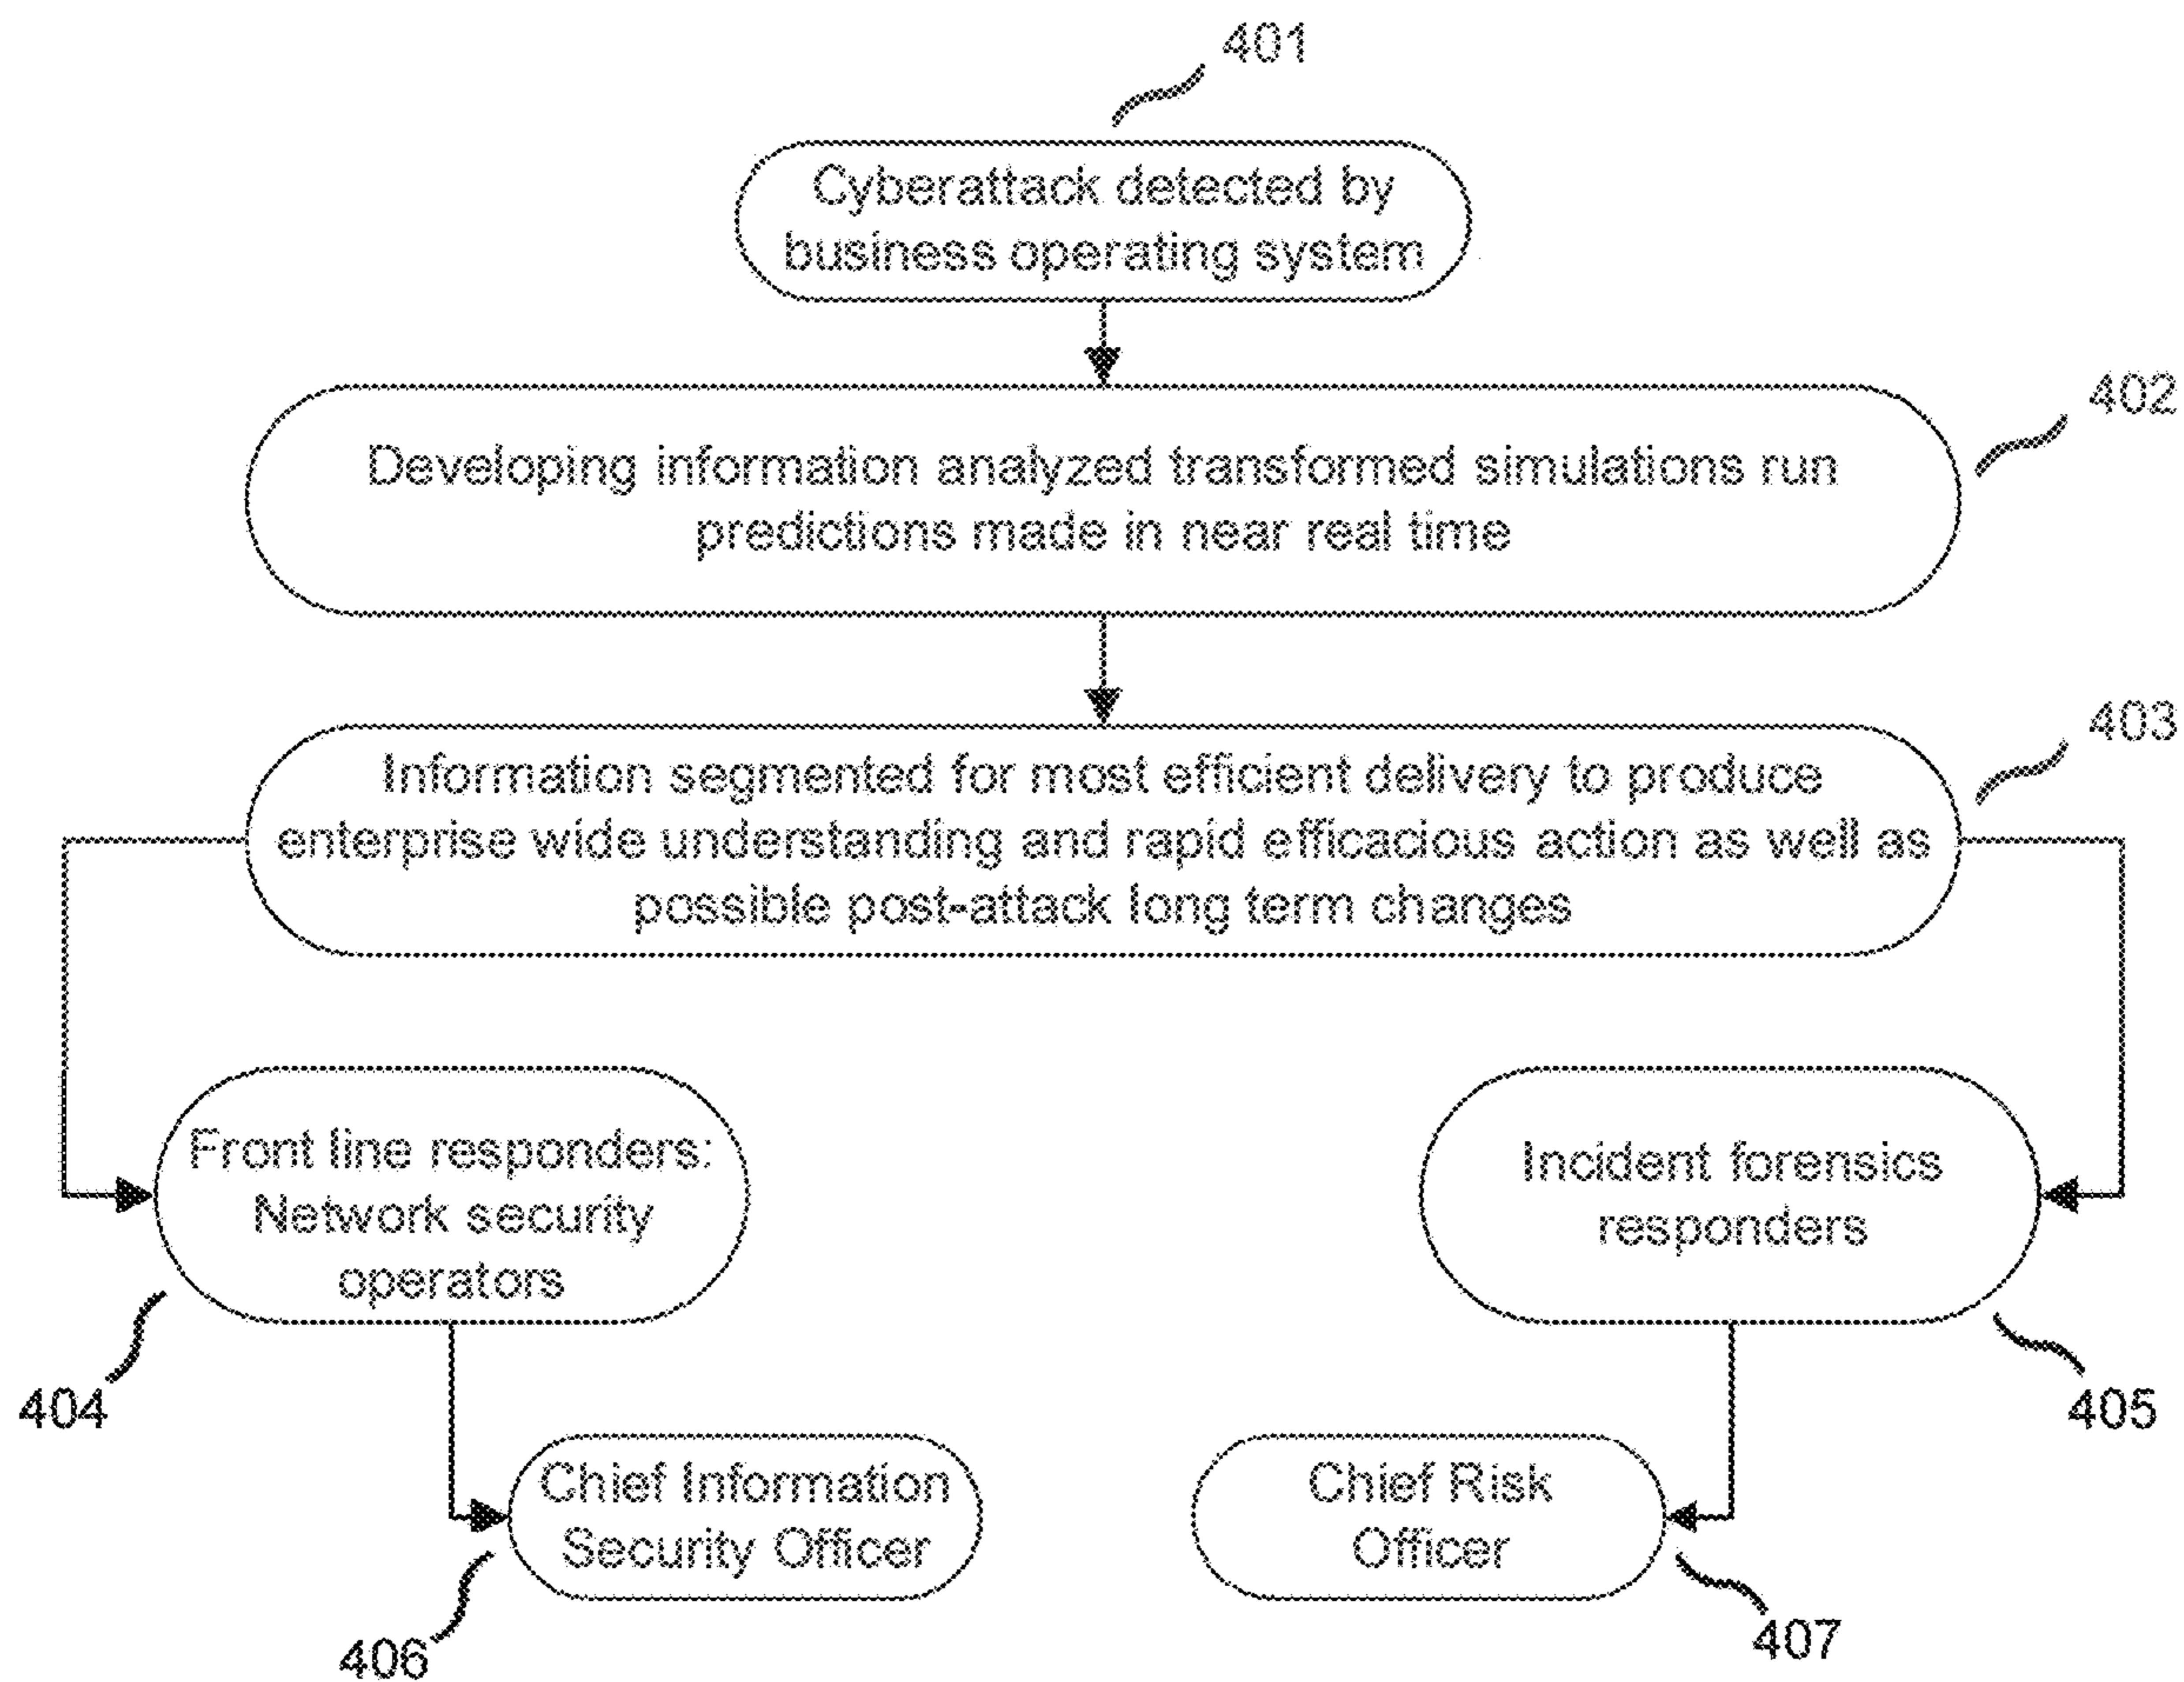 401
Cyberattack detected by
business operating system
402
Developing information analyzed transformed simulations run
predictions made in near real time
403
Information segmented for most efficient delivery to produce
enterprise wide understanding and rapid efficacious action as well as
possible post-attack long term changes
Front line responders:
Network security
operators
404
Incident forensics
responders
405
Chief Information
Security Officer
406
Chief Risk
Officer
407